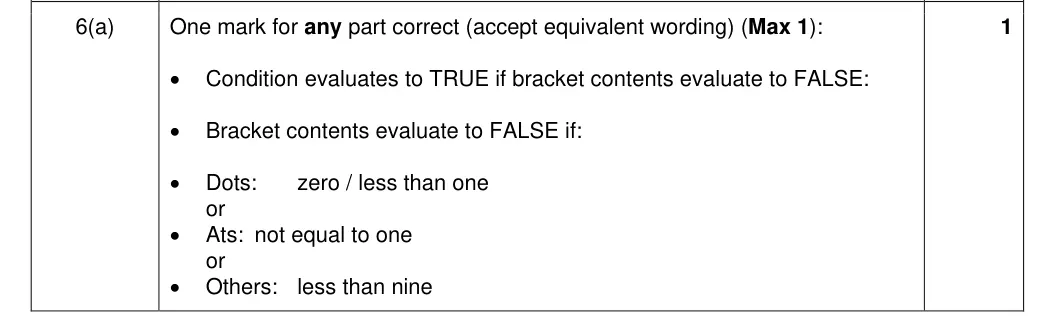 6(a) One mark for any part correct (accept equivalent wording) (Max 1): 1
• Condition evaluates to TRUE if bracket contents evaluate to FALSE:
• Bracket contents evaluate to FALSE if:
• Dots: zero / less than one
or
• Ats: not equal to one
or
• Others: less than nine